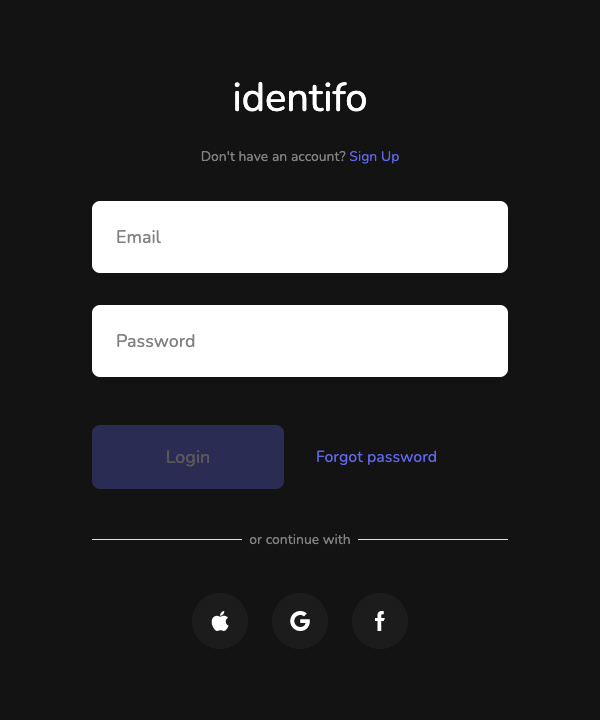 identifo
Don't have an account? Sign Up
Email
Password
Login
Forgot password
or continue with